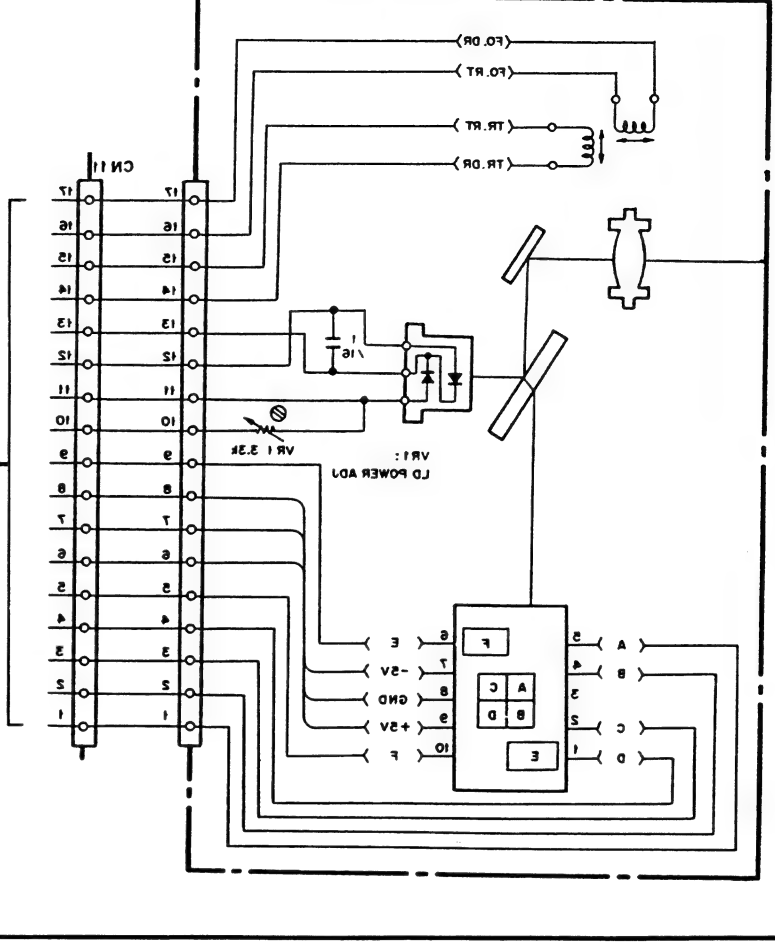 FO.DR
FO.RT
TR.RT
TR.DR
CN11
17 17
16 16
15 15
14 14
13 13
12 12
11 11
10 10
9 9
8 8
7 7
6 6
5 5
4 4
3 3
2 2
1 1
1
/16
VR1 3.3k
VR1:
LD POWER ADJ
E 6
-5V 7
GND 8
+5V 9
F 10
F
A C
B D
E
5 A
4 B
3
2 C
1 D